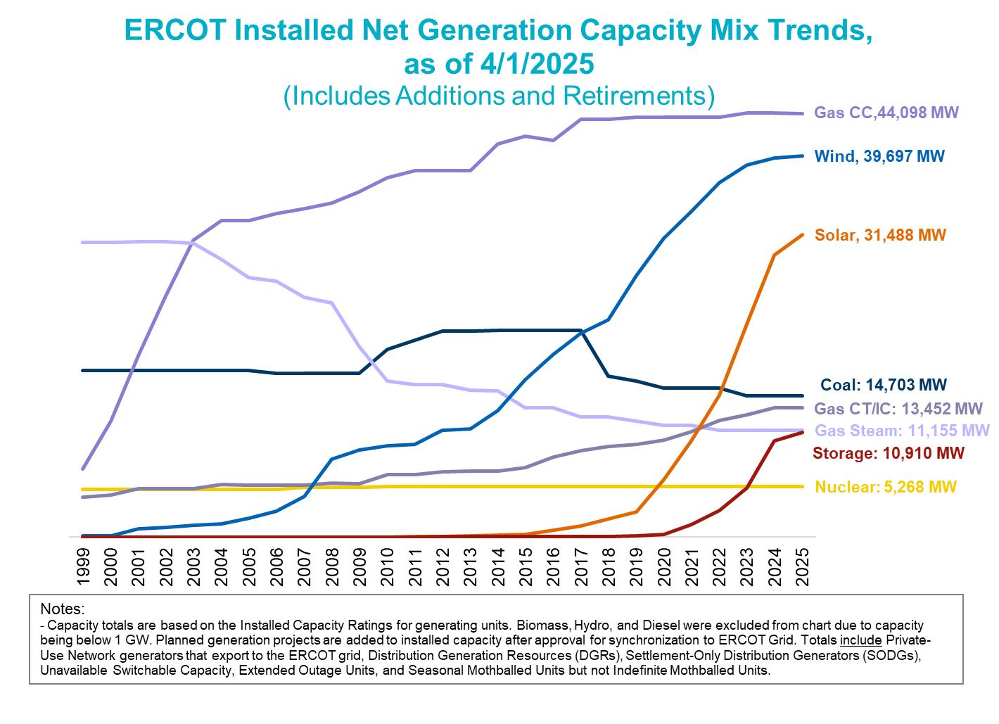 ERCOT Installed Net Generation Capacity Mix Trends,
as of 4/1/2025
(Includes Additions and Retirements)
Gas CC,44,098 MW
Wind, 39,697 MW
Solar, 31,488 MW
Coal: 14,703 MW
Gas CT/IC: 13,452 MW
Gas Steam: 11,155 MW
Storage: 10,910 MW
Nuclear: 5,268 MW
1999
2000
2001
2002
2003
2004
2005
2006
2007
2008
2009
2010
2011
2012
2013
2014
2015
2016
2017
2018
2019
2020
2021
2022
2023
2024
2025
Notes:
- Capacity totals are based on the Installed Capacity Ratings for generating units. Biomass, Hydro, and Diesel were excluded from chart due to capacity
being below 1 GW. Planned generation projects are added to installed capacity after approval for synchronization to ERCOT Grid. Totals include Private-
Use Network generators that export to the ERCOT grid, Distribution Generation Resources (DGRs), Settlement-Only Distribution Generators (SODGs),
Unavailable Switchable Capacity, Extended Outage Units, and Seasonal Mothballed Units but not Indefinite Mothballed Units.